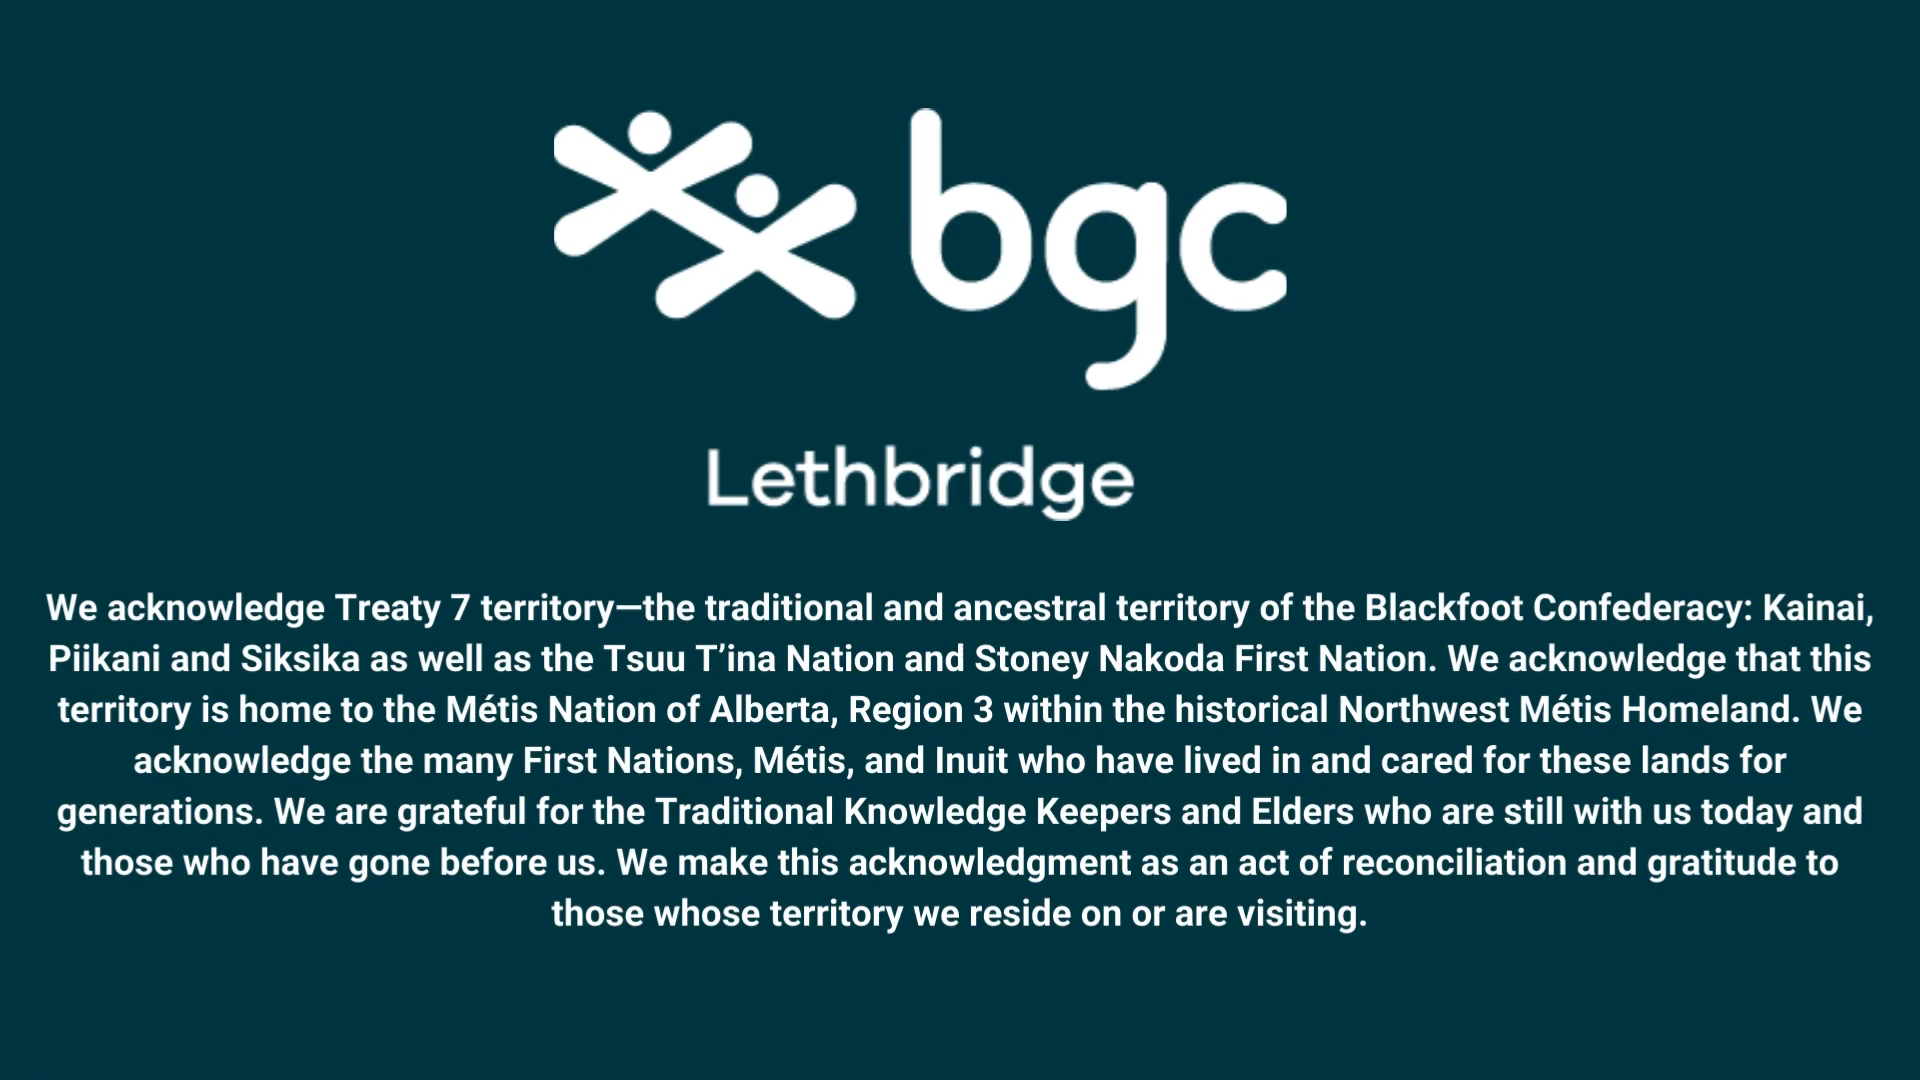 bgc
Lethbridge
We acknowledge Treaty 7 territory—the traditional and ancestral territory of the Blackfoot Confederacy: Kainai,
Piikani and Siksika as well as the Tsuu T’ina Nation and Stoney Nakoda First Nation. We acknowledge that this
territory is home to the Métis Nation of Alberta, Region 3 within the historical Northwest Métis Homeland. We
acknowledge the many First Nations, Métis, and Inuit who have lived in and cared for these lands for
generations. We are grateful for the Traditional Knowledge Keepers and Elders who are still with us today and
those who have gone before us. We make this acknowledgment as an act of reconciliation and gratitude to
those whose territory we reside on or are visiting.